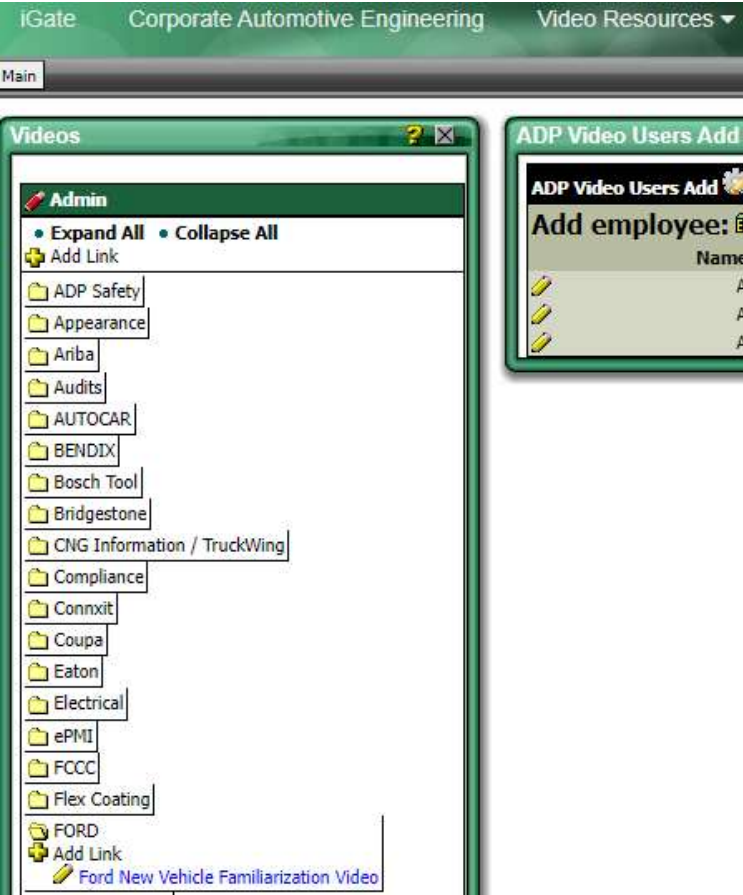 iGate Corporate Automotive Engineering Video Resources
Main
Videos
Admin
• Expand All • Collapse All
Add Link
ADP Safety
Appearance
Ariba
Audits
AUTOCAR
BENDIX
Bosch Tool
Bridgestone
CNG Information / TruckWing
Compliance
Connxit
Coupa
Eaton
Electrical
ePMI
FCCC
Flex Coating
FORD
Add Link
Ford New Vehicle Familiarization Video
ADP Video Users Add
ADP Video Users Add
Add employee:
Name
A
A
A